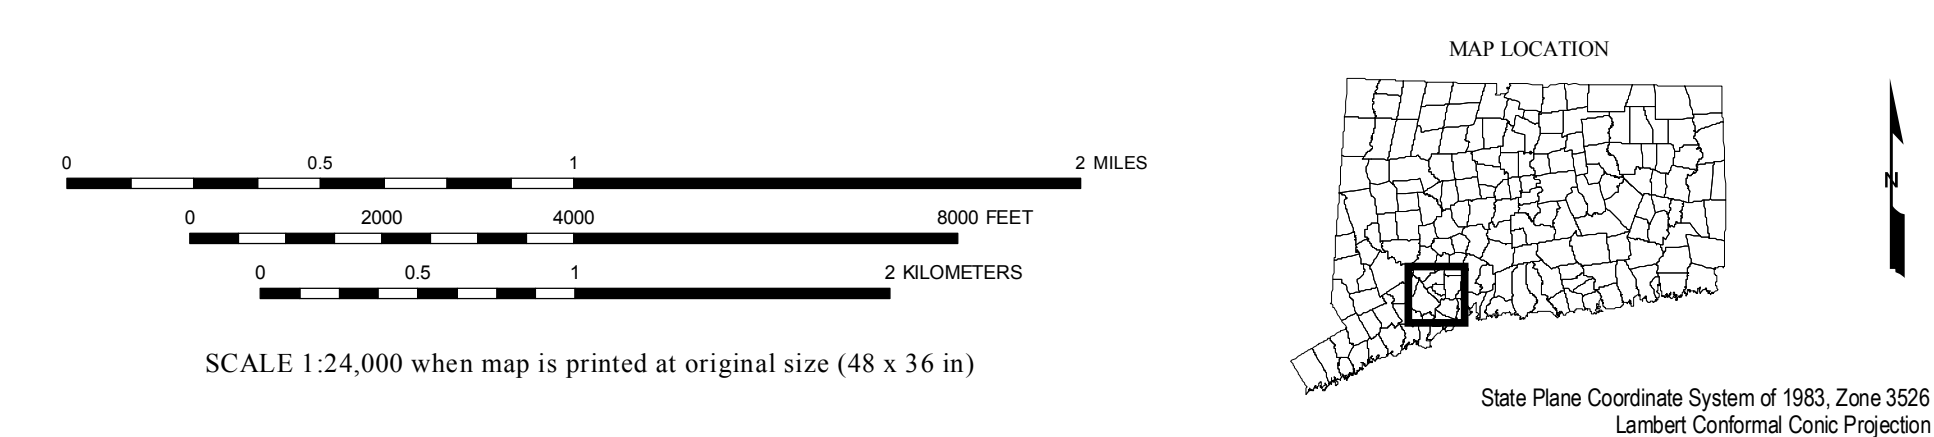 MAP LOCATION
0 0.5 1 2 MILES
0 2000 4000 8000 FEET
0 0.5 1 2 KILOMETERS
N
SCALE 1:24,000 when map is printed at original size (48 x 36 in)
State Plane Coordinate System of 1983, Zone 3526
Lambert Conformal Conic Projection